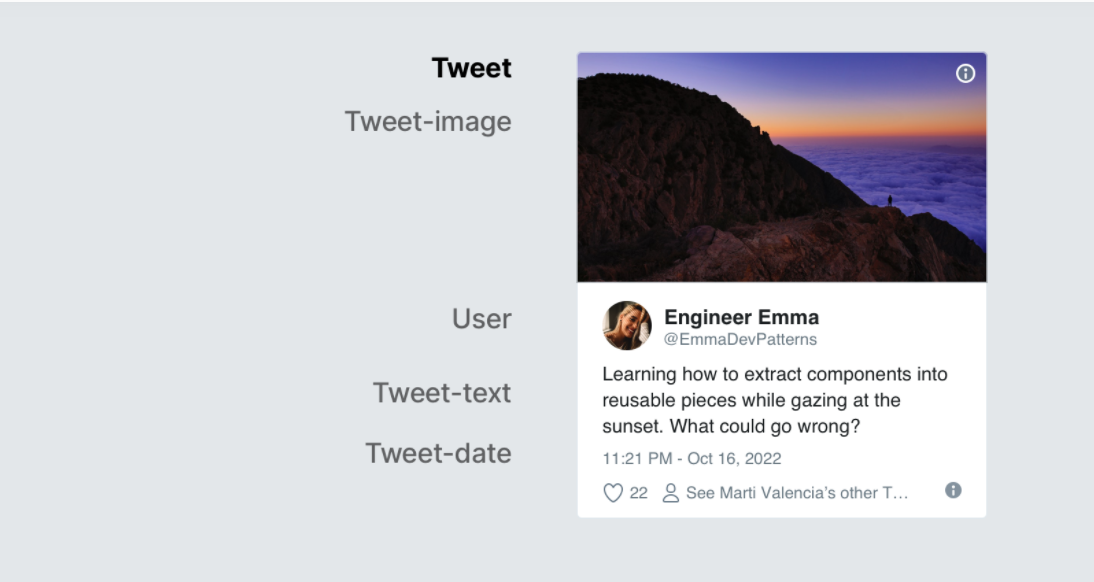 Tweet
Tweet-image
User
Engineer Emma
@EmmaDevPatterns
Tweet-text
Learning how to extract components into
reusable pieces while gazing at the
sunset. What could go wrong?
Tweet-date
11:21 PM - Oct 16, 2022
22 See Marti Valencia's other T…